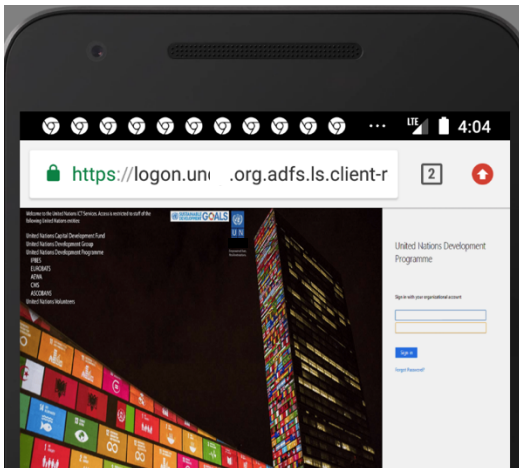 LTE 4:04
https://logon.un .org.adfs.ls.client-r 2
Welcome to the United Nations ICT Services. Access is restricted to staff of the
following United Nations entities:
United Nations Capital Development Fund
United Nations Development Group
United Nations Development Programme
IPBES
EUROBATS
AEWA
CMS
ASCOBANS
United Nations Volunteers
SUSTAINABLE
DEVELOPMENT GOALS
U N
United Nations Development
Programme
Sign in with your organizational account
Sign in
Forgot Password?